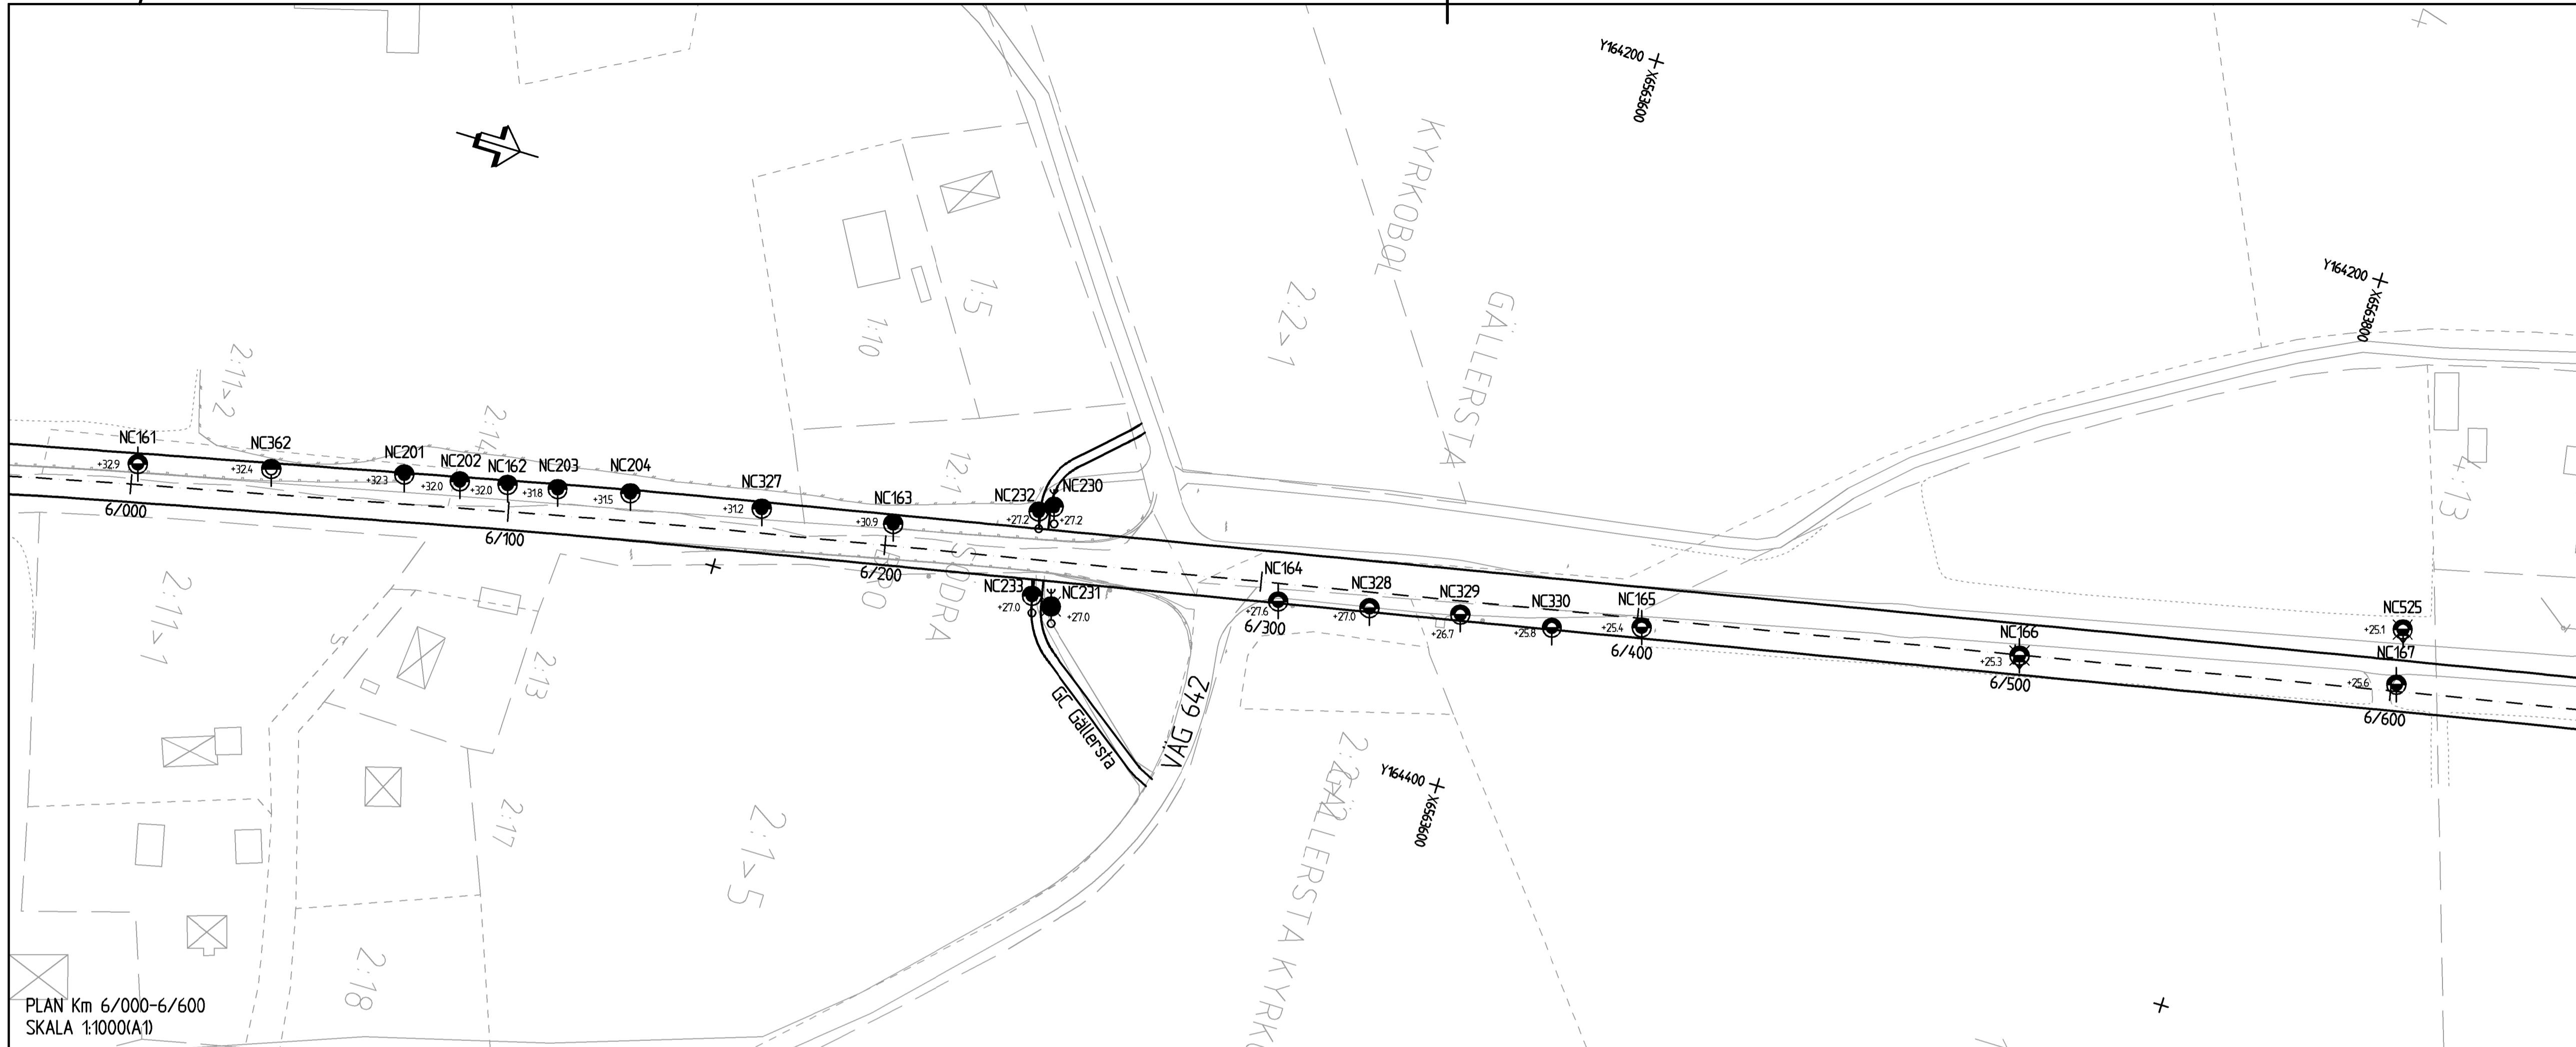 Y164200
X6563600
KYRKOBOL
GÄLLERSTA
Y164200
X6563800
1:5
1:10
2:2>1
2:11>2
2:14
12:1
4:13
4
NC161
+32.9
NC362
+32.4
NC201
+32.3
NC202
+32.0
NC162
+32.0
NC203
+31.8
NC204
+31.5
NC327
+31.2
NC163
+30.9
NC232
+27.2
NC230
+27.2
NC233
+27.0
NC231
+27.0
NC164
+27.6
NC328
+27.0
NC329
+26.7
NC330
+25.8
NC165
+25.4
NC166
+25.3
NC525
+25.1
NC167
+25.6
6/000
6/100
6/200
6/300
6/400
6/500
6/600
SÖDRA
2:11>1
S
2:13
2:17
2:18
2:1>5
GC Gällersta
VÄG 642
Y164400
X6563600
GÄLLERSTA KYRK
PLAN Km 6/000-6/600
SKALA 1:1000(A1)